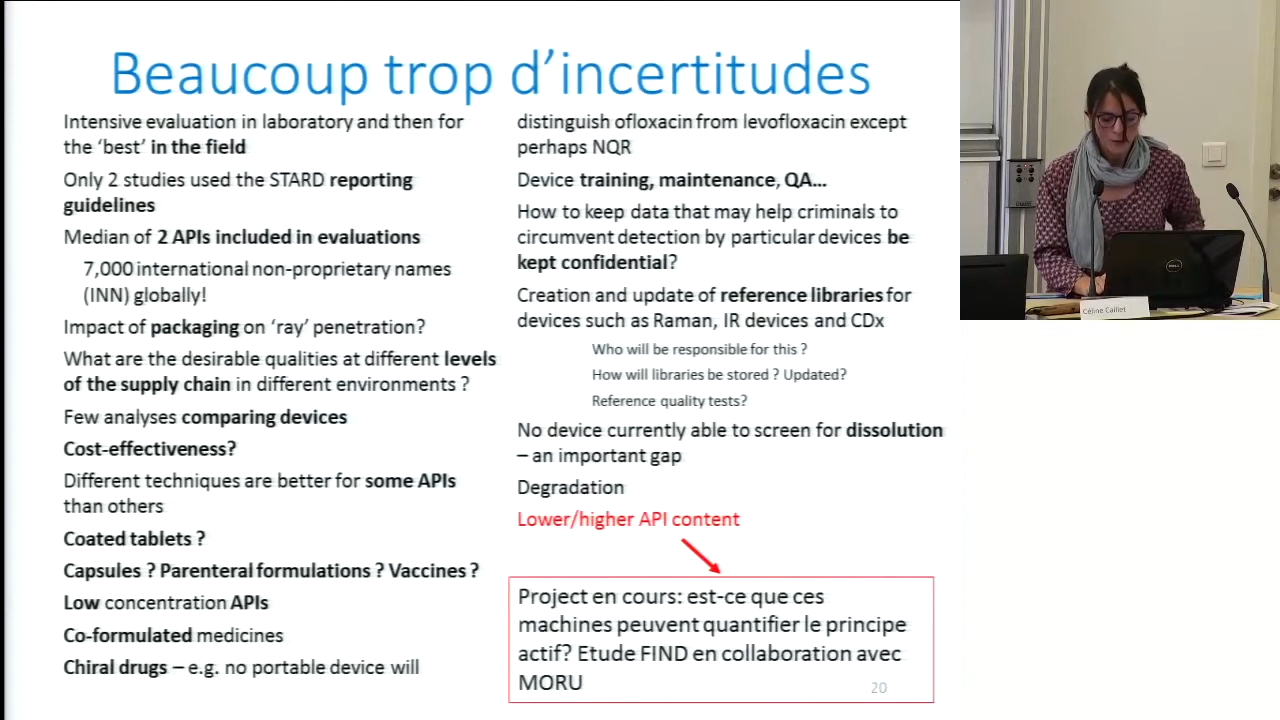 Beaucoup trop d’incertitudes
Intensive evaluation in laboratory and then for
the ‘best’ in the field
Only 2 studies used the STARD reporting
guidelines
Median of 2 APIs included in evaluations
7,000 international non-proprietary names
(INN) globally!
Impact of packaging on ‘ray’ penetration?
What are the desirable qualities at different levels
of the supply chain in different environments ?
Few analyses comparing devices
Cost-effectiveness?
Different techniques are better for some APIs
than others
Coated tablets ?
Capsules ? Parenteral formulations ? Vaccines ?
Low concentration APIs
Co-formulated medicines
Chiral drugs – e.g. no portable device will
distinguish ofloxacin from levofloxacin except
perhaps NQR
Device training, maintenance, QA...
How to keep data that may help criminals to
circumvent detection by particular devices be
kept confidential?
Creation and update of reference libraries for
devices such as Raman, IR devices and CDx
Who will be responsible for this ?
How will libraries be stored ? Updated?
Reference quality tests?
No device currently able to screen for dissolution
– an important gap
Degradation
Lower/higher API content
Project en cours: est-ce que ces
machines peuvent quantifier le principe
actif? Etude FIND en collaboration avec
MORU
20
DELL
Céline Caillet